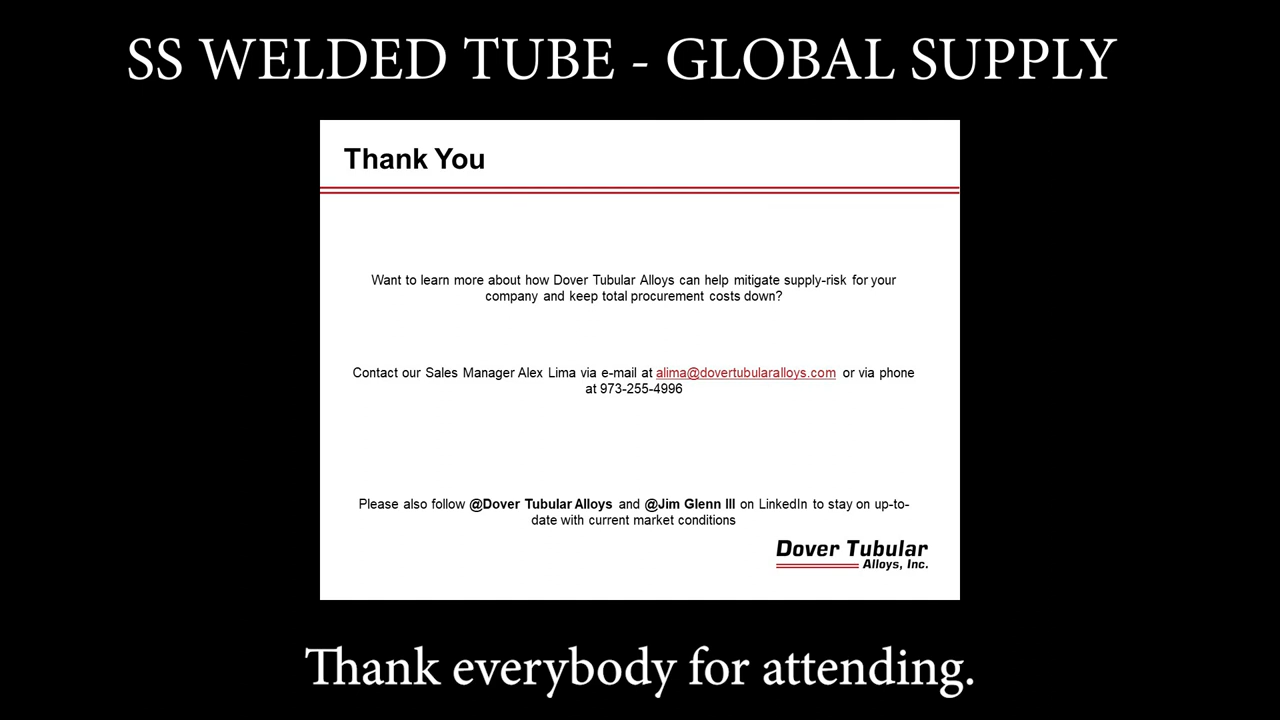 SS WELDED TUBE - GLOBAL SUPPLY
Thank You
Want to learn more about how Dover Tubular Alloys can help mitigate supply-risk for your
company and keep total procurement costs down?
Contact our Sales Manager Alex Lima via e-mail at alima@dovertubularalloys.com or via phone
at 973-255-4996
Please also follow @Dover Tubular Alloys and @Jim Glenn III on LinkedIn to stay on up-to-
date with current market conditions
Dover Tubular
Alloys, Inc.
Thank everybody for attending.